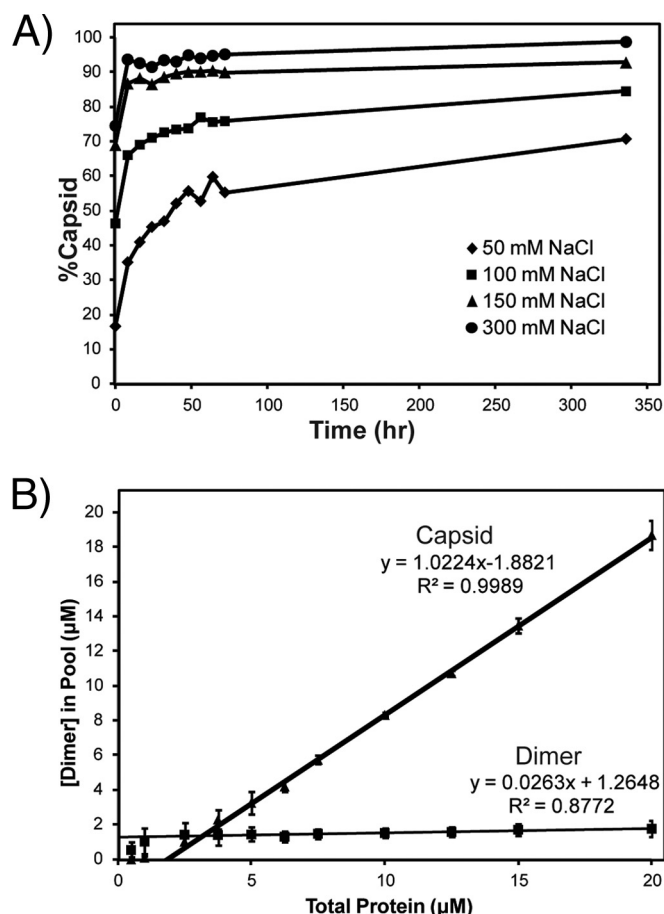 A)
100
90
80
70
60
50
40
30
20
10
0
%Capsid
50 mM NaCl
100 mM NaCl
150 mM NaCl
300 mM NaCl
0 50 100 150 200 250 300 350
Time (hr)
B)
20
18
16
14
12
10
8
6
4
2
0
[Dimer] in Pool (µM)
Capsid
y = 1.0224x-1.8821
R² = 0.9989
Dimer
y = 0.0263x + 1.2648
R² = 0.8772
0 5 10 15 20
Total Protein (µM)